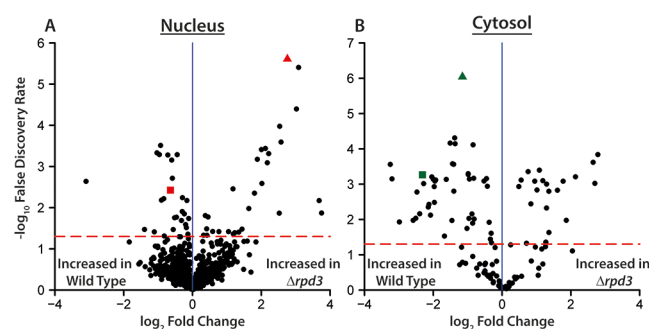 A Nucleus
6
5
4
3
2
1
0
-log10 False Discovery Rate
Increased in
Wild Type
Increased in
Δrpd3
−4 −2 0 2 4
log2 Fold Change
B Cytosol
7
6
5
4
3
2
1
0
Increased in
Wild Type
Increased in
Δrpd3
−4 −2 0 2 4
log2 Fold Change